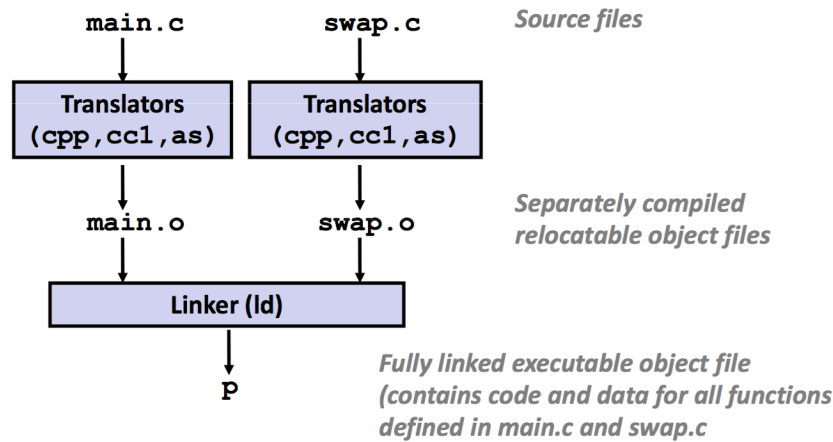 main.c swap.c Source files
Translators Translators
(cpp,cc1,as) (cpp,cc1,as)
main.o swap.o Separately compiled
relocatable object files
Linker (ld)
Fully linked executable object file
p (contains code and data for all functions
defined in main.c and swap.c